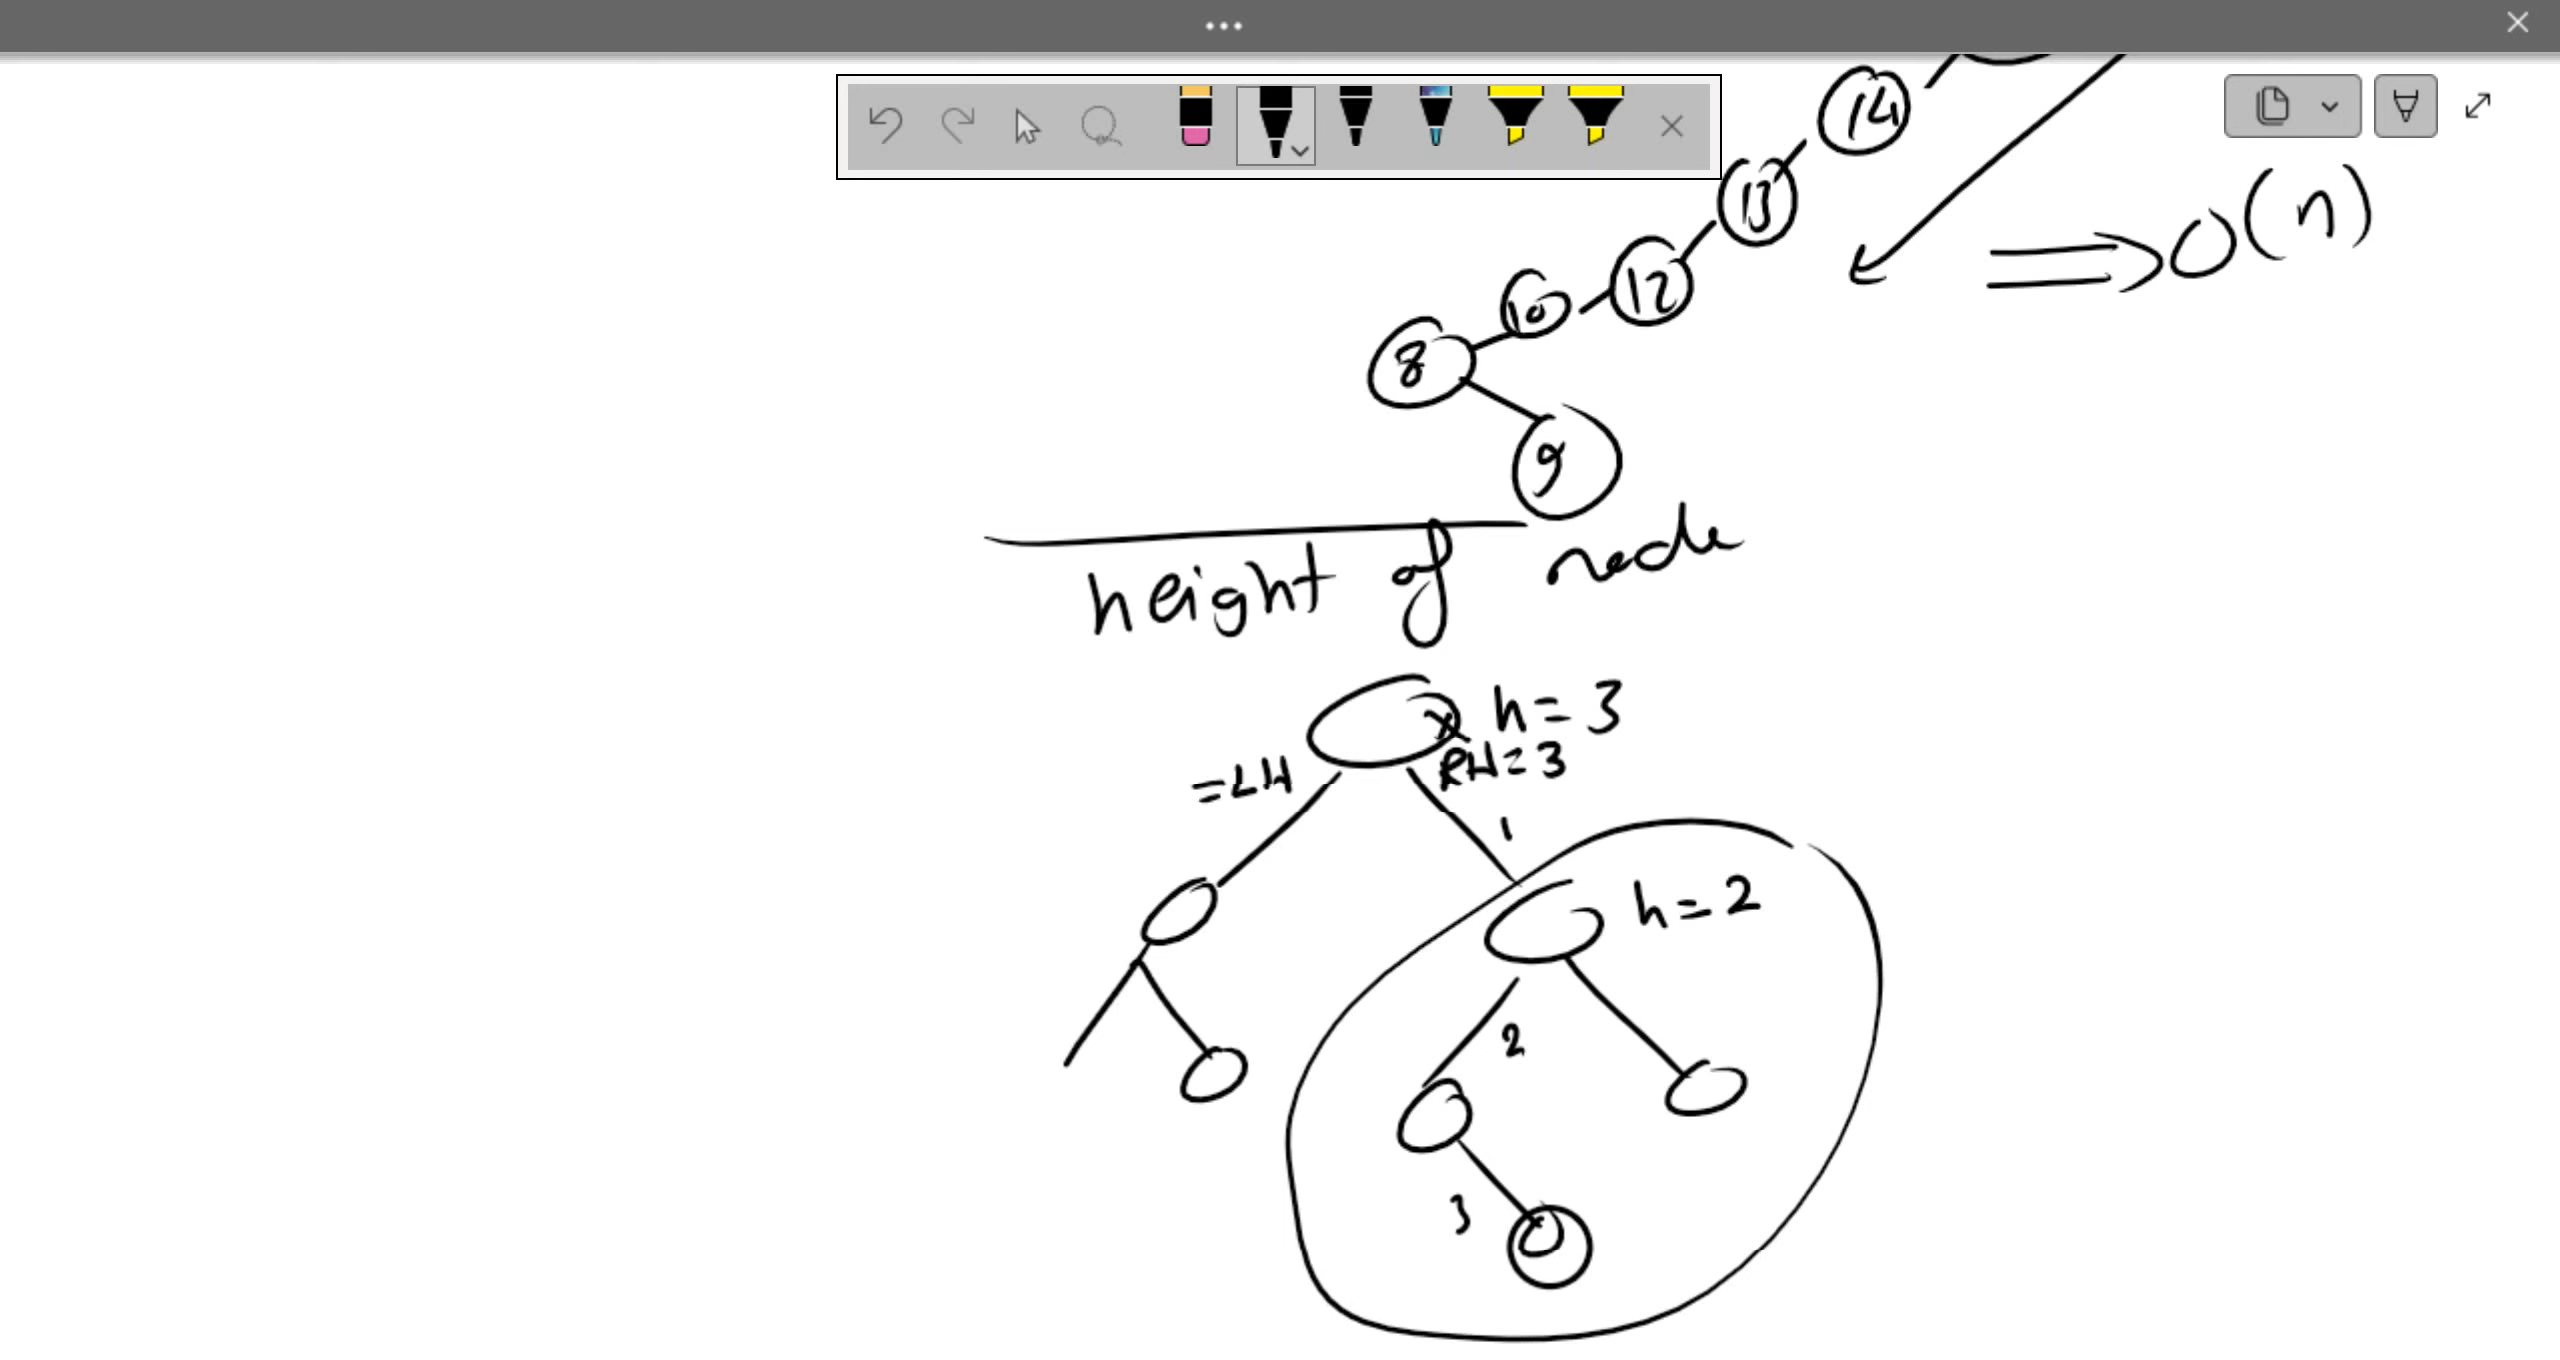 14
13
⟹ O(n)
12
10
8
9
height of node
x h = 3
= LH
RH = 3
1
h = 2
2
3